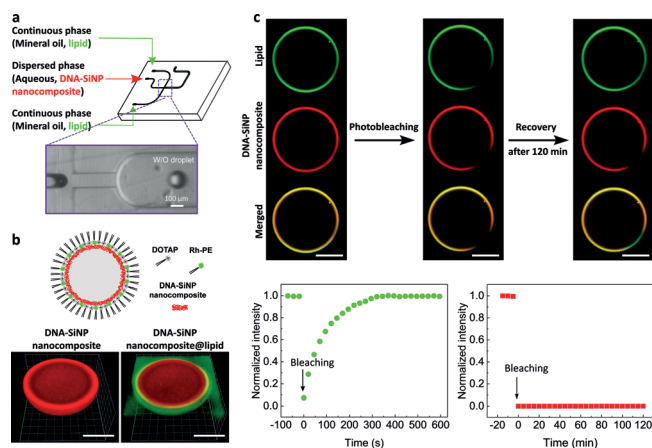 a
Continuous phase
(Mineral oil, lipid)
Dispersed phase
(Aqueous, DNA-SiNP
nanocomposite)
Continuous phase
(Mineral oil, lipid)
W/O droplet
100 μm
b
DOTAP
Rh-PE
DNA-SiNP
nanocomposite
DNA-SiNP
nanocomposite
DNA-SiNP
nanocomposite@lipid
c
Lipid
DNA-SiNP
nanocomposite
Merged
Photobleaching
Recovery
after 120 min
Normalized intensity
1.0
0.8
0.6
0.4
0.2
0.0
Bleaching
-100 0 100 200 300 400 500 600
Time (s)
Normalized intensity
1.0
0.8
0.6
0.4
0.2
0.0
Bleaching
-20 0 20 40 60 80 100 120
Time (min)